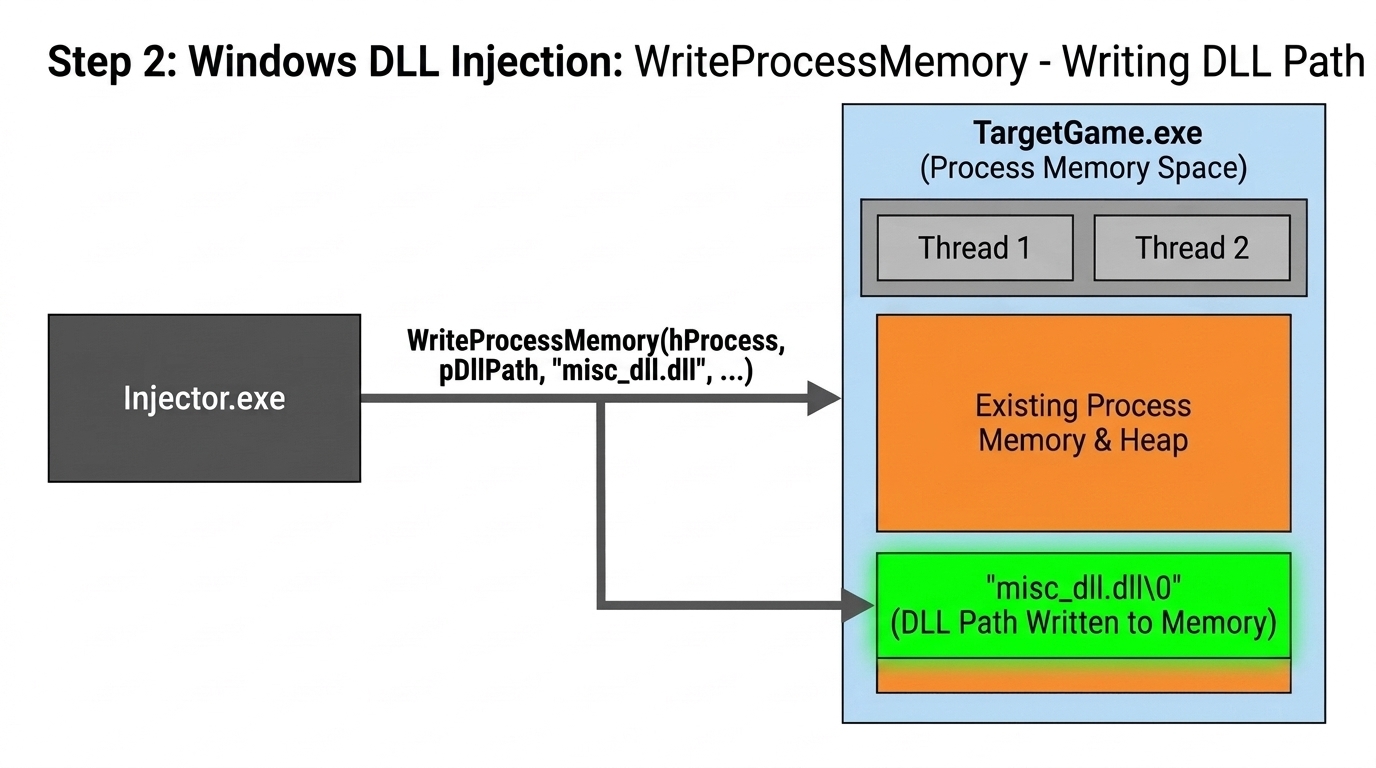 Step 2: Windows DLL Injection: WriteProcessMemory - Writing DLL Path
TargetGame.exe
(Process Memory Space)
Thread 1
Thread 2
Injector.exe
WriteProcessMemory(hProcess,
pDllPath, "misc_dll.dll", ...)
Existing Process
Memory & Heap
"misc_dll.dll\0"
(DLL Path Written to Memory)